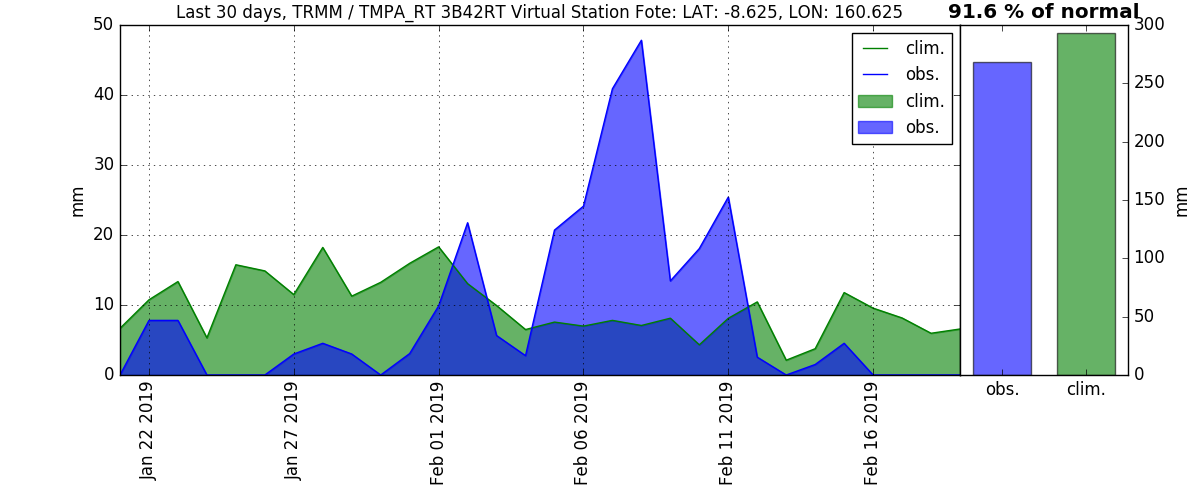 Last 30 days, TRMM / TMPA_RT 3B42RT Virtual Station Fote: LAT: -8.625, LON: 160.625
91.6 % of normal
50
40
30
20
10
0
mm
clim.
obs.
clim.
obs.
300
250
200
150
100
50
0
mm
Jan 22 2019
Jan 27 2019
Feb 01 2019
Feb 06 2019
Feb 11 2019
Feb 16 2019
obs.
clim.